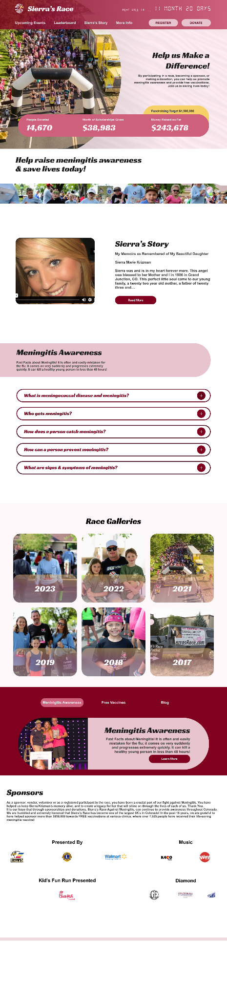 Sierra's Race
NEXT RACE IN ... 11 MONTH 20 DAYS
Upcoming Events
Leaderboard
Sierra's Story
More Info
REGISTER
DONATE
Help us Make a
Difference!
By participating in a race, becoming a sponsor, or
making a donation, you can help us promote
meningitis awareness and provide free vaccinations.
Join us in saving lives today!
Fundraising Target $1,500,000
People Donated
14,670
Worth of Scholarships Given
$38,983
Money Raised so Far
$243,678
Help raise meningitis awareness
& save lives today!
Sierra's Story
My Memoirs as Remembered of My Beautiful Daughter
Sierra Marie Krizman
Sierra was and is in my heart forever more. This angel
was blessed to her Mother and I in 1986 in Grand
Junction, CO. This perfect little soul came to our young
family, a twenty two year old mother, a father of twenty
three and...
Read More
Meningitis Awareness
Fast Facts about Meningitis! It is often and easily mistaken for
the flu; it comes on very suddenly and progresses extremely
quickly. It can kill a healthy young person in less than 48 hours!
What is meningococcal disease and meningitis?
Who gets meningitis?
How does a person catch meningitis?
How can a person prevent meningitis?
What are signs & symptoms of meningitis?
Race Galleries
2023
2022
2021
2019
2018
2017
Meninigitis Awareness
Free Vaccines
Blog
Meningitis Awareness
Fast Facts about Meningitis! It is often and easily
mistaken for the flu; it comes on very suddenly
and progresses extremely quickly. It can kill a
healthy young person in less than 48 hours!
Learn More
Sponsors
As a sponsor, vendor, volunteer or as a registered participant in the race, you have been a crucial part of our fight against Meningitis. You have
helped us keep Sierra Krizman's memory alive, and to create a legacy for her that will shine on through the lives of each of us. Thank You.
It is our hope that through sponsorships and donations, Sierra's Race Against Meningitis, can continue to provide awareness throughout Colorado.
We are humbled and extremely honored that Sierra's Race has become one of the largest 5K's in Colorado! In the past 16 years, we are grateful to
have helped sponsor more than $898,000 towards FREE vaccinations at various clinics, where over 7,525 people have received their life-saving
meningitis vaccine!
Presented By
Music
EAGLES
L
Walmart
K4CO
Way
Kid's Fun Run Presented
Diamond
Chick-fil-A
GE
CENTENNIAL